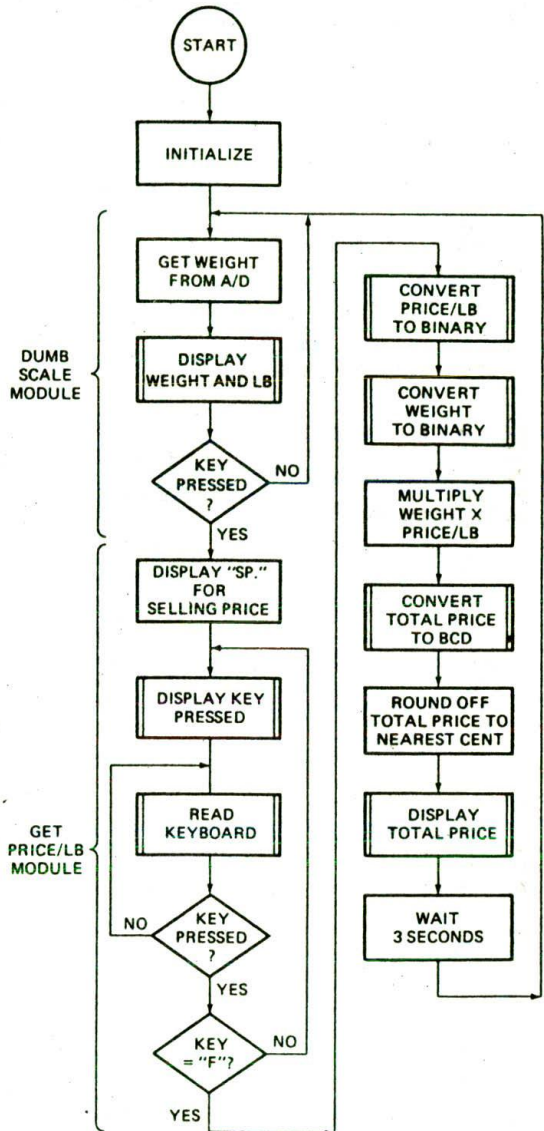 START
INITIALIZE
DUMB
SCALE
MODULE
GET WEIGHT
FROM A/D
DISPLAY
WEIGHT AND LB
KEY
PRESSED
?
NO
YES
GET
PRICE/LB
MODULE
DISPLAY "SP."
FOR
SELLING PRICE
DISPLAY KEY
PRESSED
READ
KEYBOARD
KEY
PRESSED
?
NO
YES
KEY
= "F"?
NO
YES
CONVERT
PRICE/LB
TO BINARY
CONVERT
WEIGHT
TO BINARY
MULTIPLY
WEIGHT X
PRICE/LB
CONVERT
TOTAL PRICE
TO BCD
ROUND OFF
TOTAL PRICE TO
NEAREST CENT
DISPLAY
TOTAL PRICE
WAIT
3 SECONDS